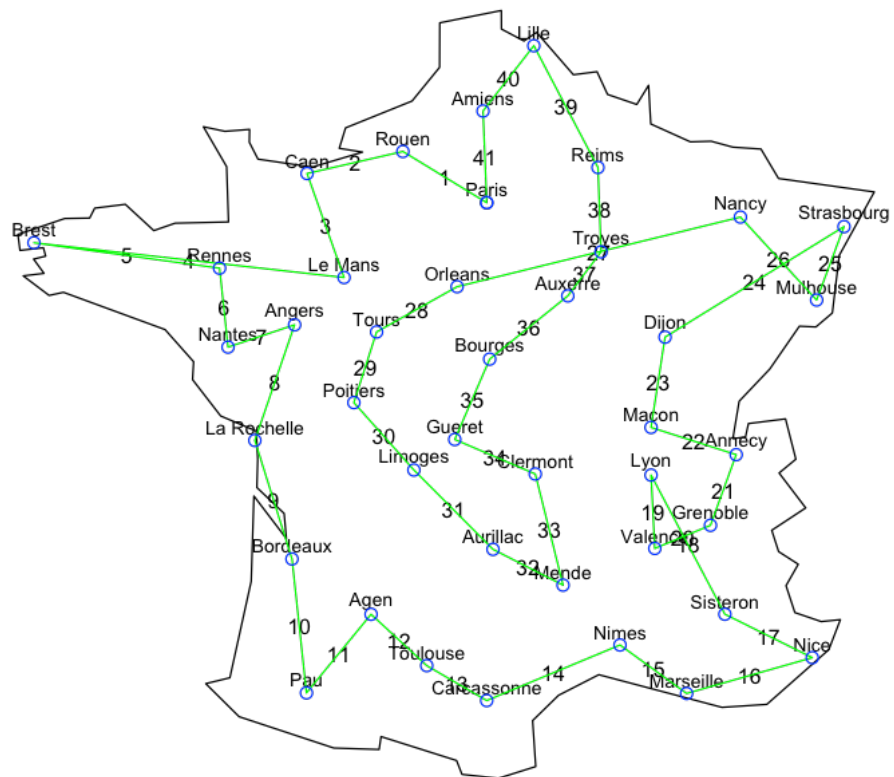 Lille
40
Amiens
39
Rouen
2
Caen
41
Reims
1
Paris
38
Nancy
Strasbourg
3
Brest
5
4
Rennes
Troyes
27
26
25
Le Mans
Orleans
37
Auxerre
24
Mulhouse
6
28
Angers
Tours
Nantes
7
36
Dijon
Bourges
8
29
23
Poitiers
35
La Rochelle
30
Gueret
Macon
22
Annecy
Limoges
34
Clermont
Lyon
21
9
31
33
19
Grenoble
Bordeaux
Aurillac
32
Mende
Valence
20
18
10
Agen
Sisteron
11
12
Toulouse
Nimes
17
Nice
Pau
13
Carcassonne
14
15
Marseille
16